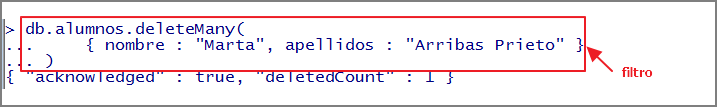 > db.alumnos.deleteMany(
...     { nombre : "Marta", apellidos : "Arribas Prieto" }
... )
{ "acknowledged" : true, "deletedCount" : 1 }
filtro